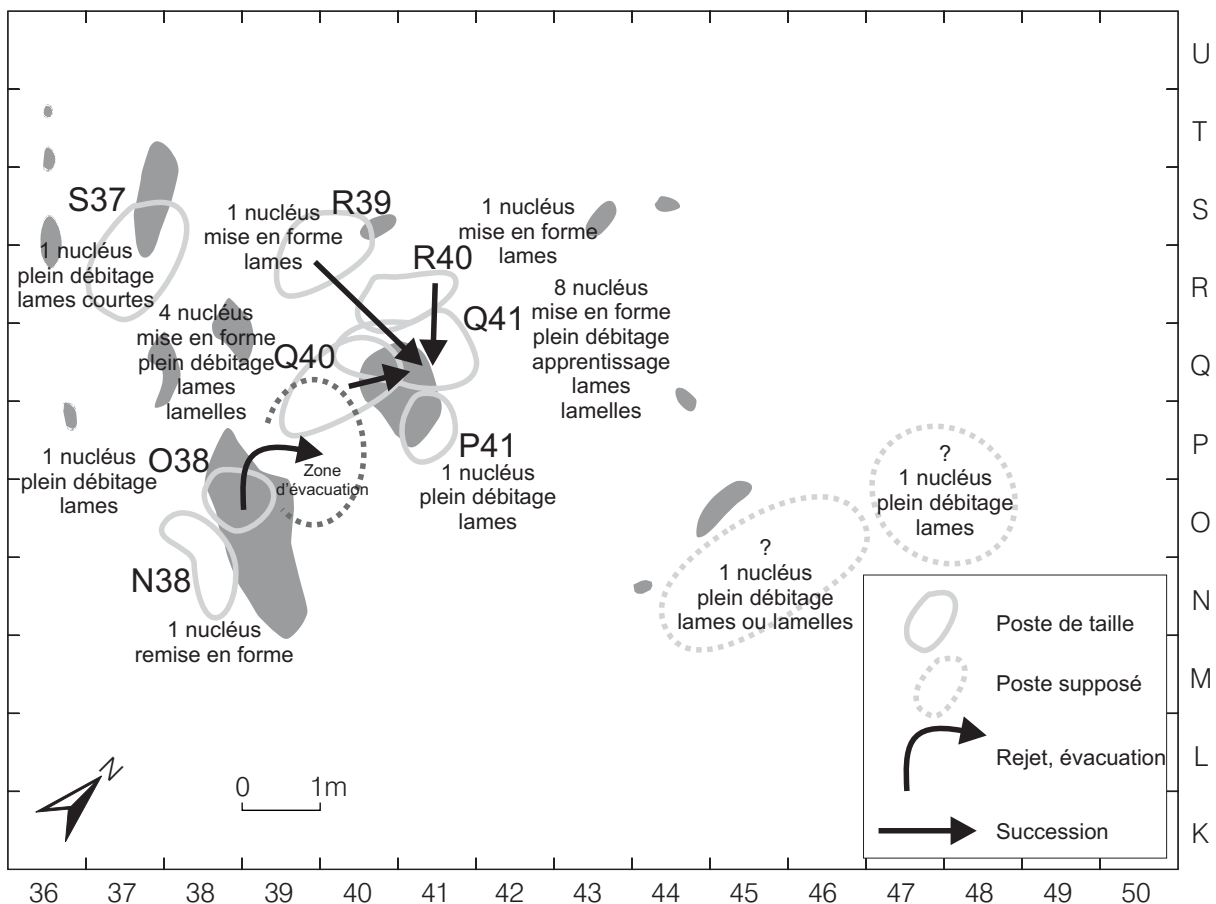 U
T
S
R
Q
P
O
N
M
L
K
S37
1 nucléus
plein débitage
lames courtes
R39
1 nucléus
mise en forme
lames
1 nucléus
mise en forme
lames
R40
Q41
8 nucléus
mise en forme
plein débitage
apprentissage
lames
lamelles
4 nucléus
mise en forme
plein débitage
lames
lamelles
Q40
P41
1 nucléus
plein débitage
lames
O38
1 nucléus
plein débitage
lames
Zone
d'évacuation
N38
1 nucléus
remise en forme
?
1 nucléus
plein débitage
lames ou lamelles
?
1 nucléus
plein débitage
lames
Poste de taille
Poste supposé
Rejet, évacuation
Succession
N
0 1m
36 37 38 39 40 41 42 43 44 45 46 47 48 49 50